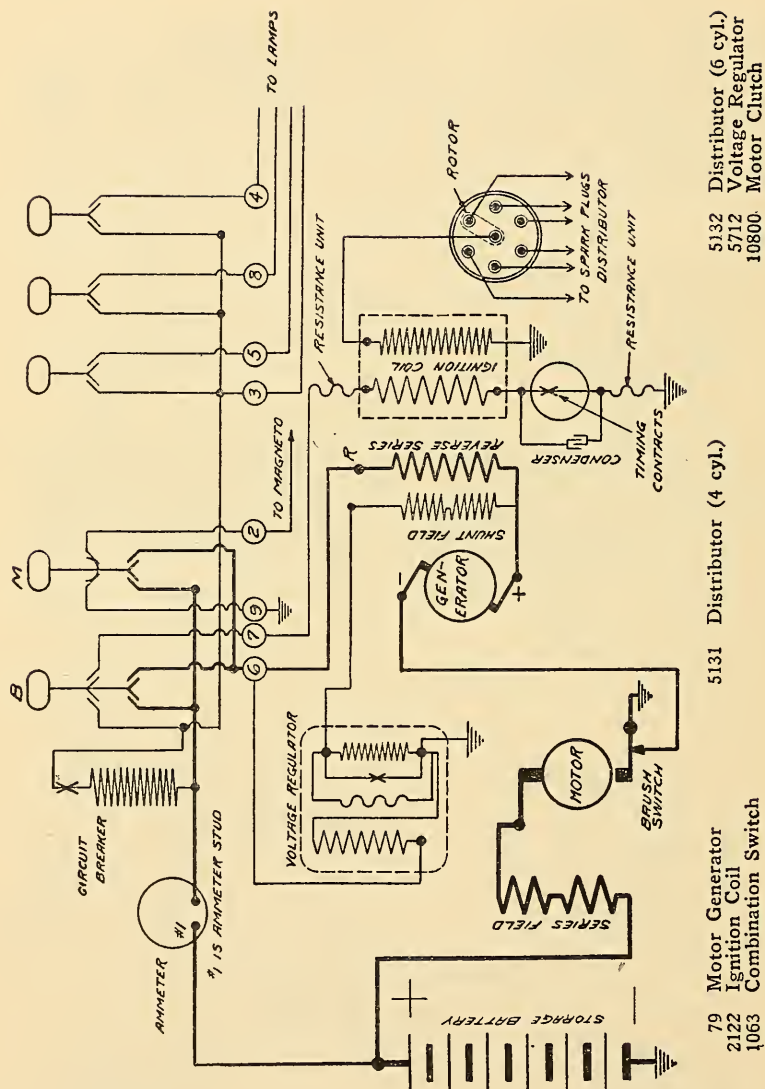 B
M
TO LAMPS
CIRCUIT
BREAKER
AMMETER
#1
#1 IS AMMETER STUD
6
7
9
2
3
5
8
4
TO MAGNETO
RESISTANCE UNIT
ROTOR
TO SPARK PLUGS
DISTRIBUTOR
IGNITION COIL
R
REVERSE SERIES
SHUNT FIELD
GEN-
ERATOR
-
+
CONDENSER
TIMING
CONTACTS
RESISTANCE UNIT
VOLTAGE REGULATOR
MOTOR
BRUSH
SWITCH
SERIES FIELD
+
STORAGE BATTERY
-
79 Motor Generator
2122 Ignition Coil
1063 Combination Switch
5131 Distributor (4 cyl.)
5132 Distributor (6 cyl.)
5712 Voltage Regulator
10800 Motor Clutch